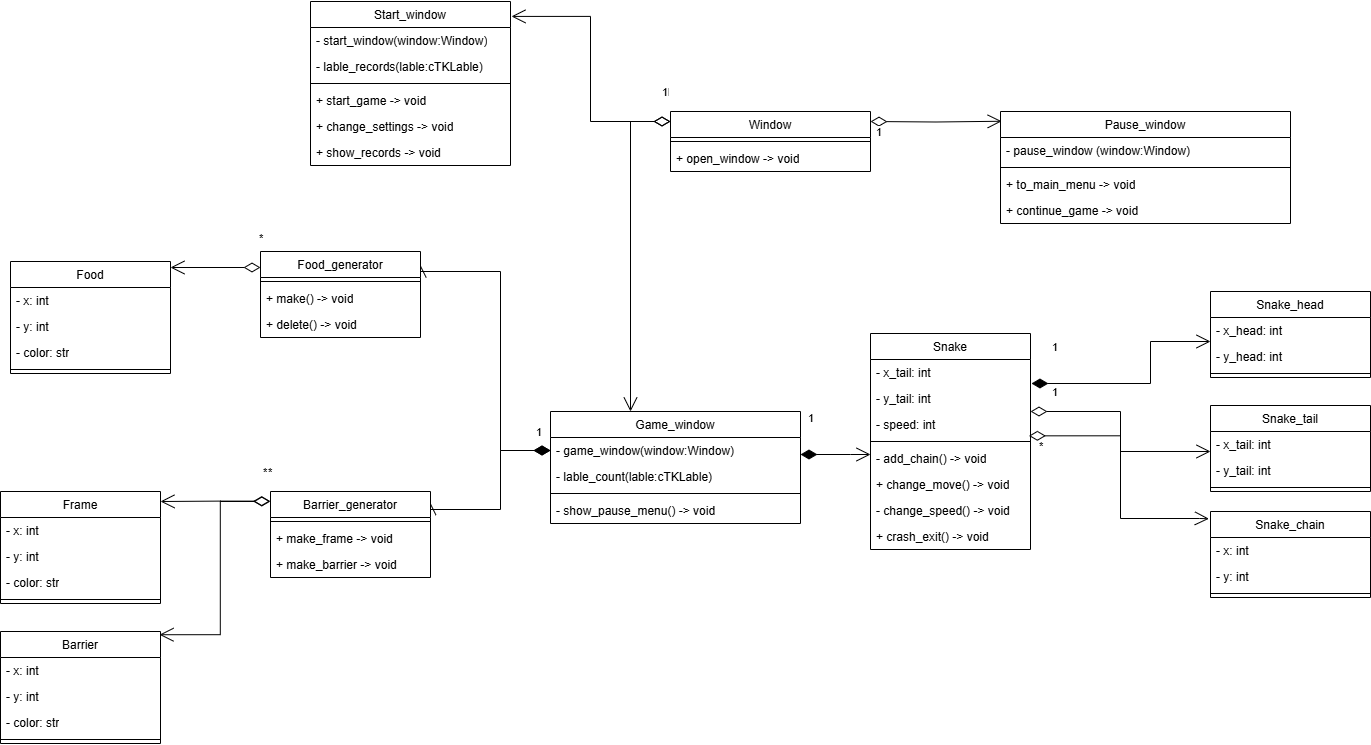 Start_window
- start_window(window:Window)
- lable_records(lable:cTKLable)
+ start_game -> void
+ change_settings -> void
+ show_records -> void
1
Window
+ open_window -> void
1
Pause_window
- pause_window (window:Window)
+ to_main_menu -> void
+ continue_game -> void
*
Food_generator
+ make() -> void
+ delete() -> void
Food
- x: int
- y: int
- color: str
Snake_head
- x_head: int
- y_head: int
Snake
- x_tail: int
- y_tail: int
- speed: int
- add_chain() -> void
+ change_move() -> void
- change_speed() -> void
+ crash_exit() -> void
1
1
*
Snake_tail
- x_tail: int
- y_tail: int
Snake_chain
- x: int
- y: int
1
Game_window
- game_window(window:Window)
- lable_count(lable:cTKLable)
- show_pause_menu() -> void
1
**
Barrier_generator
+ make_frame -> void
+ make_barrier -> void
Frame
- x: int
- y: int
- color: str
Barrier
- x: int
- y: int
- color: str